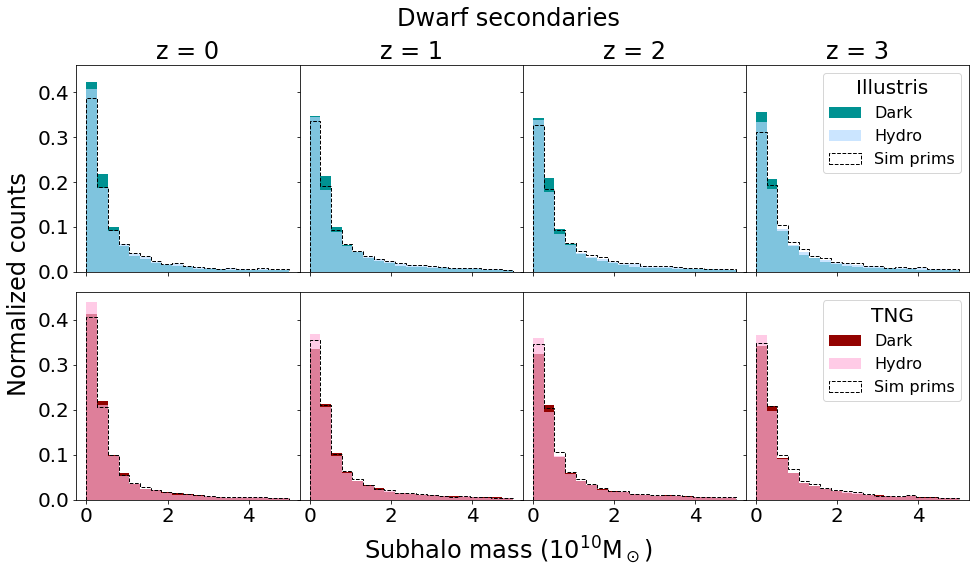 Dwarf secondaries
z = 0 z = 1 z = 2 z = 3
Illustris
Dark
Hydro
Sim prims
0.4
0.3
0.2
0.1
0.0
TNG
Dark
Hydro
Sim prims
0.4
0.3
0.2
0.1
0.0
Normalized counts
0 2 4 0 2 4 0 2 4 0 2 4
Subhalo mass (10¹⁰M_⊙)